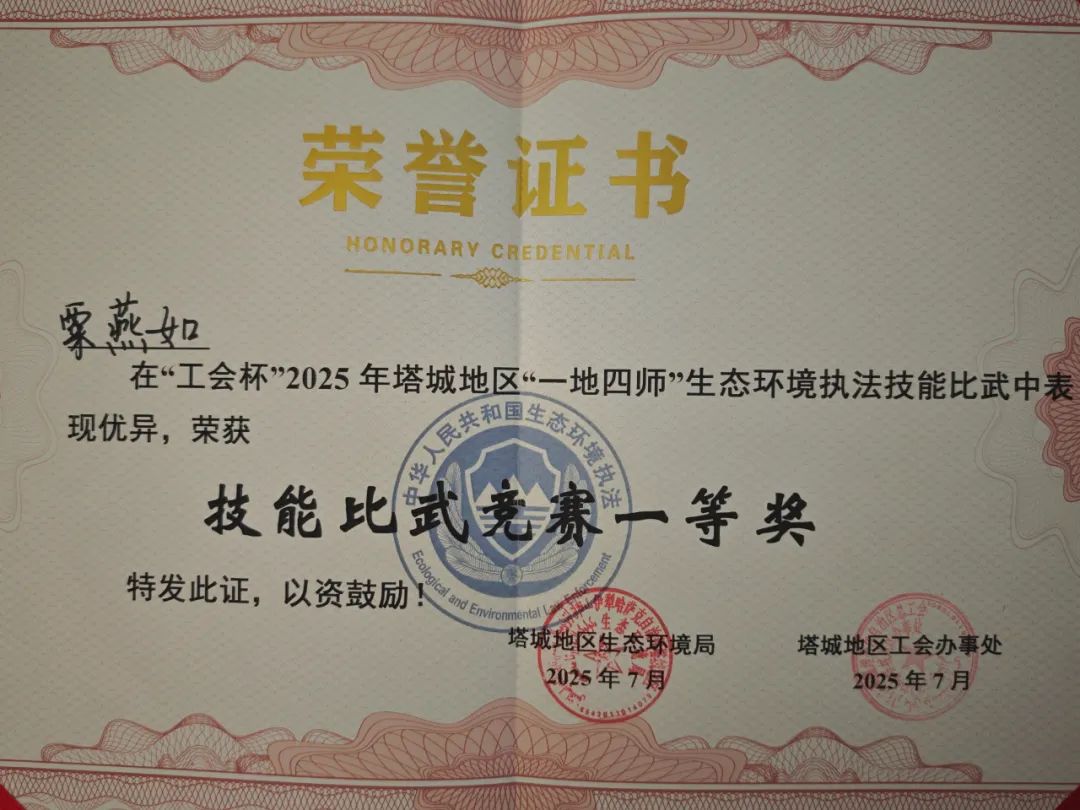 荣誉证书
HONORARY CREDENTIAL
栗燕如
在“工会杯”2025年塔城地区“一地四师”生态环境执法技能比武中表
现优异，荣获
中华人民共和国生态环境执法
技能比武竞赛一等奖
Ecological and Environmental Law Enforcement
特发此证，以资鼓励！
塔城地区生态环境局 塔城地区工会办事处
2025年7月 2025年7月